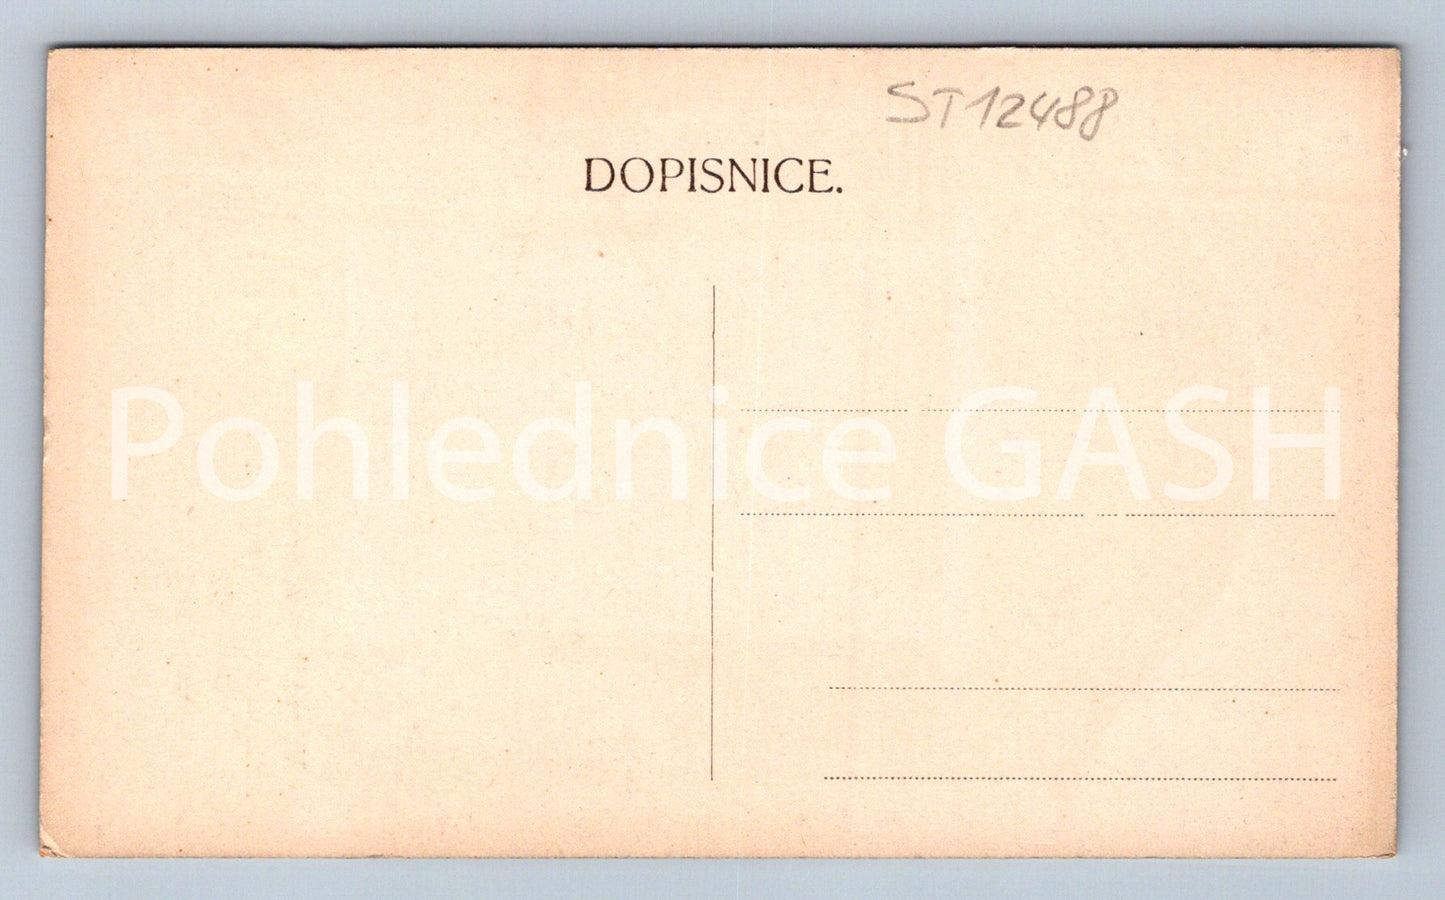 ST12488
DOPISNICE.
Pohlednice GASH